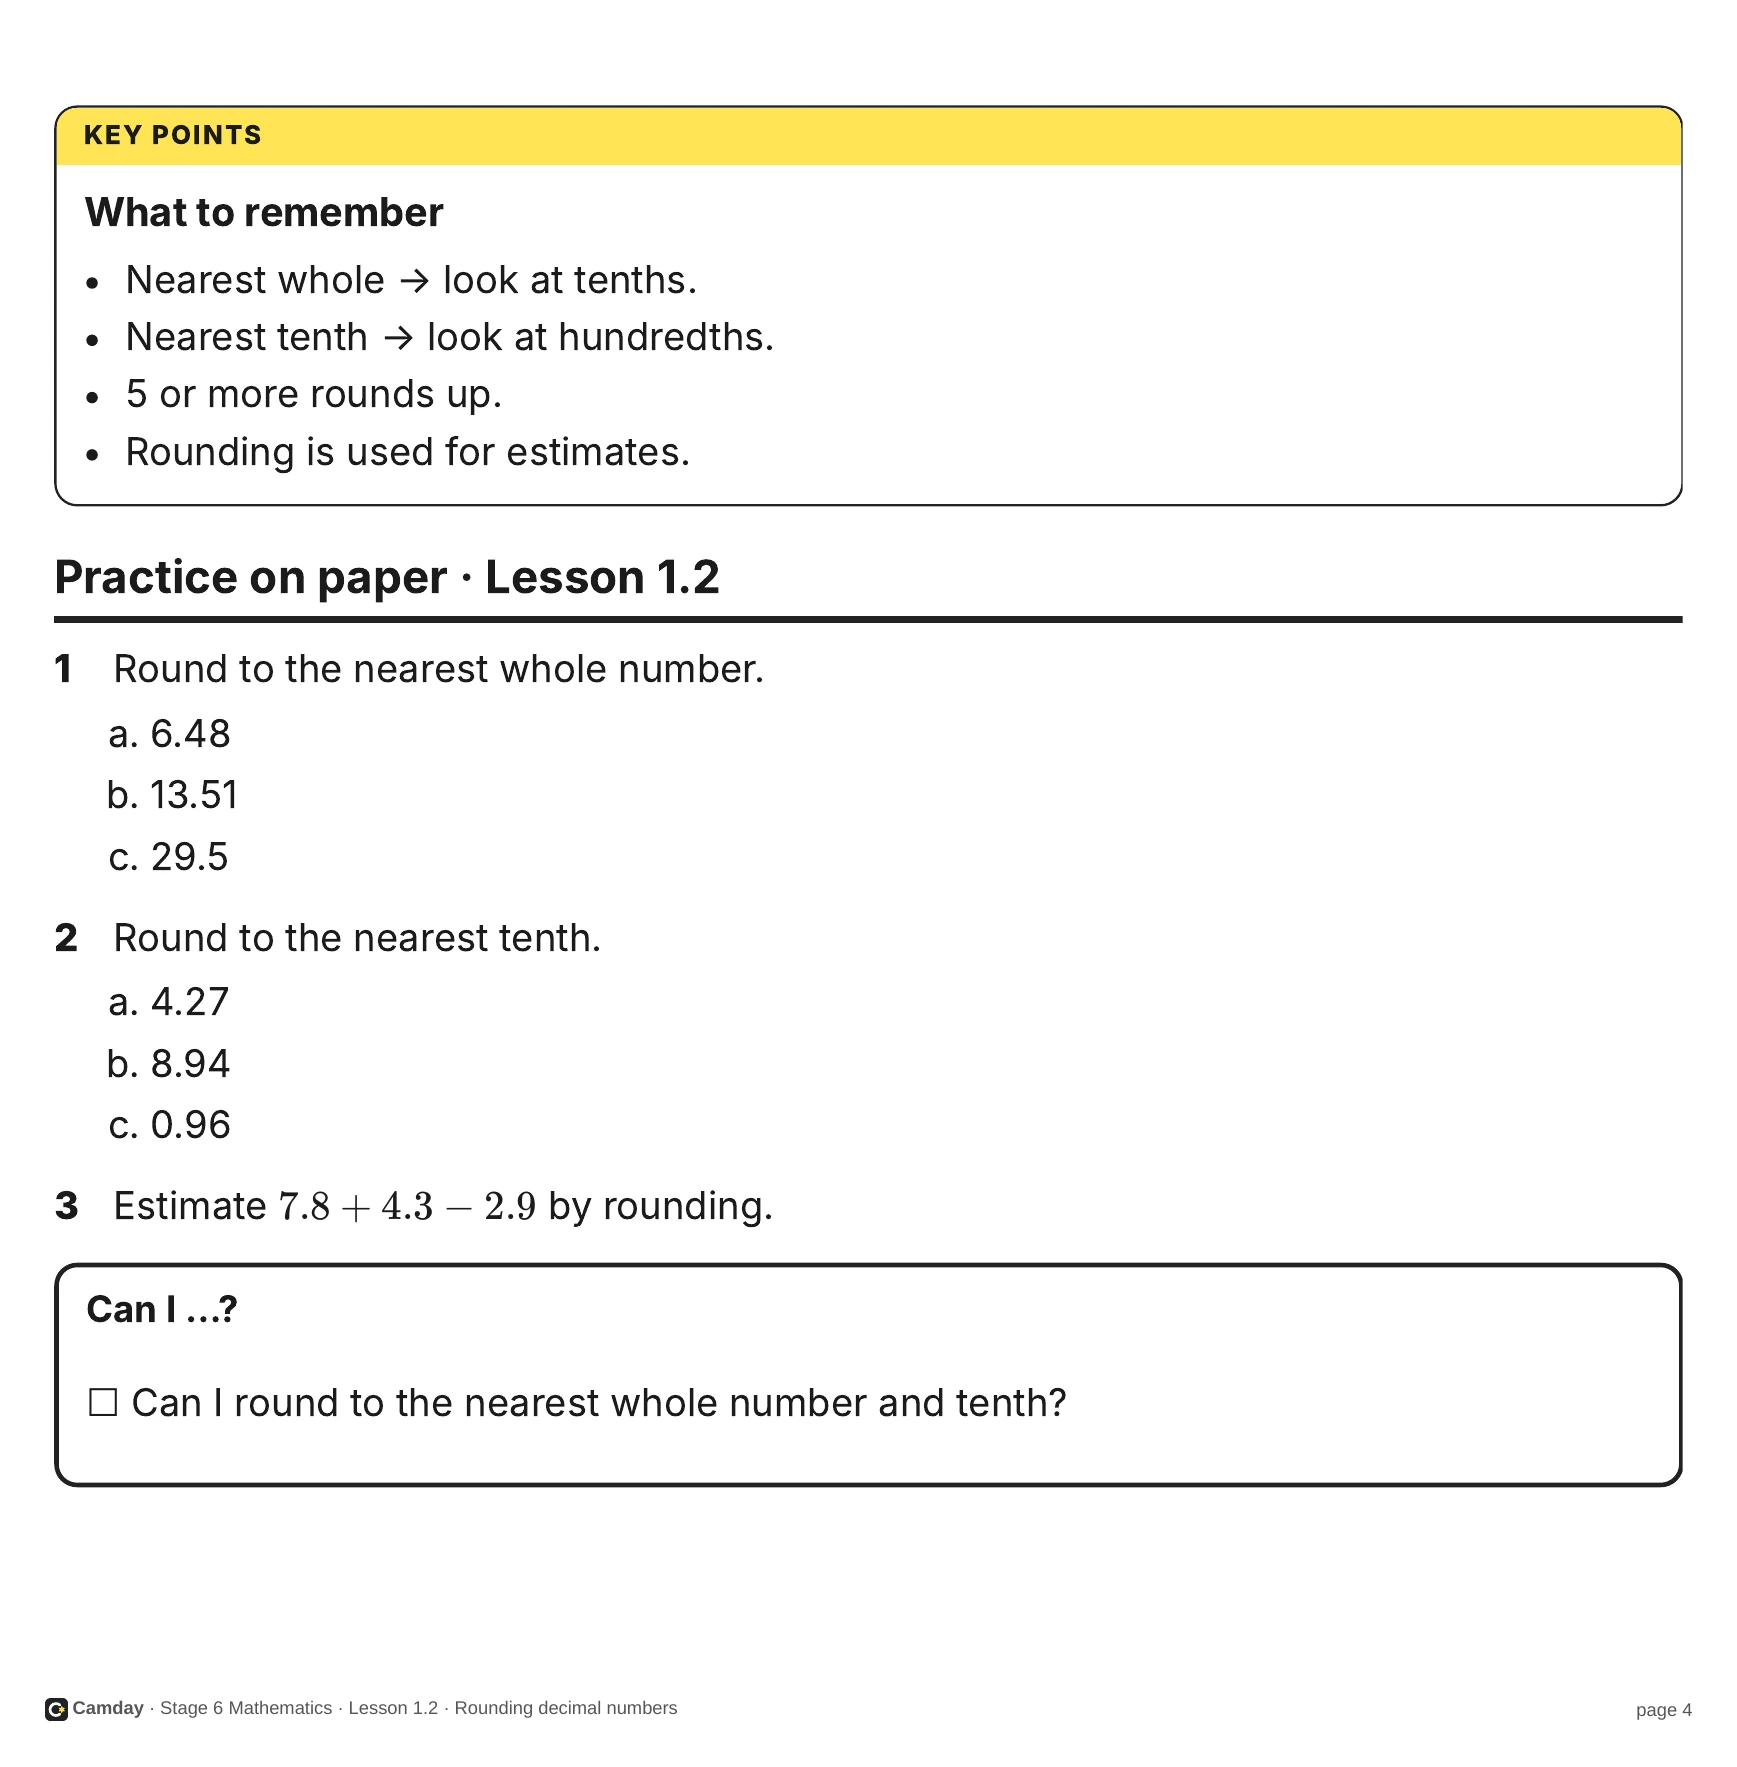 KEY POINTS
What to remember
• Nearest whole → look at tenths.
• Nearest tenth → look at hundredths.
• 5 or more rounds up.
• Rounding is used for estimates.
Practice on paper · Lesson 1.2
1 Round to the nearest whole number.
a. 6.48
b. 13.51
c. 29.5
2 Round to the nearest tenth.
a. 4.27
b. 8.94
c. 0.96
3 Estimate 7.8 + 4.3 − 2.9 by rounding.
Can I …?
☐ Can I round to the nearest whole number and tenth?
Camday · Stage 6 Mathematics · Lesson 1.2 · Rounding decimal numbers
page 4